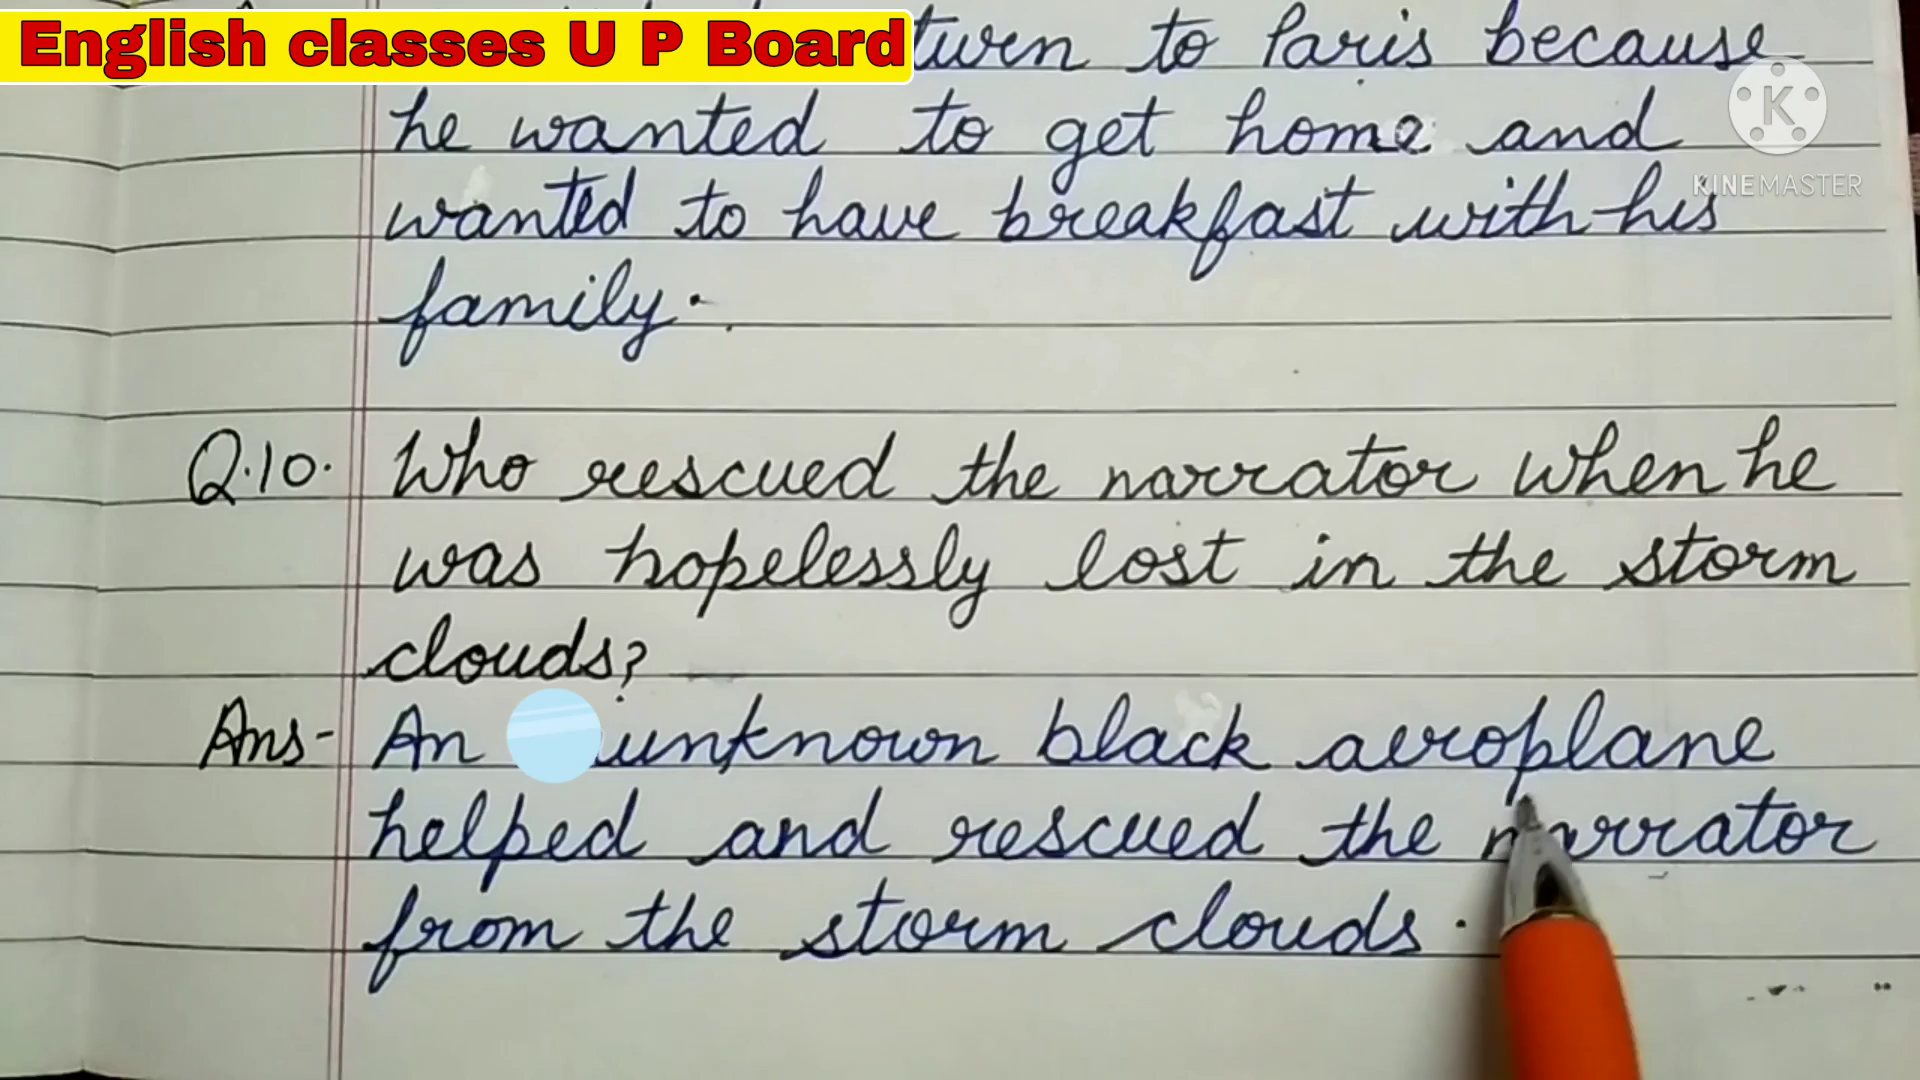 English classes U P Board
to Paris because
he wanted to get home and
wanted to have breakfast with his
family.
KINEMASTER
Q.10. Who rescued the narrator when he
was hopelessly lost in the storm
clouds?
Ans- An unknown black aeroplane
helped and rescued the narrator
from the storm clouds.